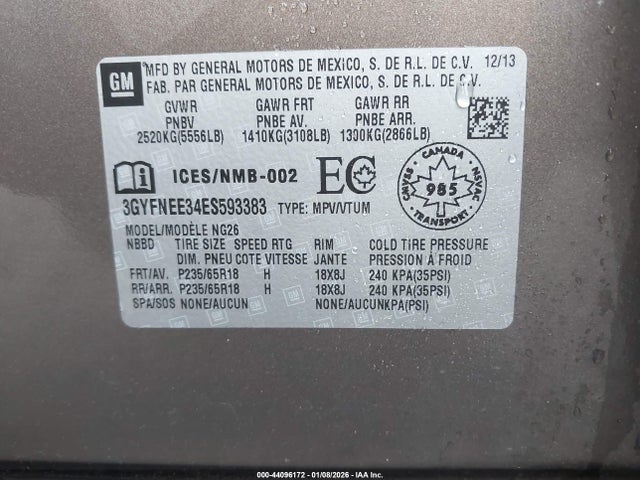 GM
*MFD BY GENERAL MOTORS DE MEXICO, S. DE R.L. DE C.V. 12/13
FAB. PAR GENERAL MOTORS DE MEXICO, S. DE R.L. DE C.V.
GVWR GAWR FRT GAWR RR
PNBV PNBE AV. PNBE ARR.
2520KG(5556LB) 1410KG(3108LB) 1300KG(2866LB)
i ICES/NMB-002 EC
CANADA
CMVSS 985 NSVAC
TRANSPORT
3GYFNEE34ES593383 TYPE: MPV/VTUM
MODEL/MODÈLE NG26
NBBD TIRE SIZE SPEED RTG RIM COLD TIRE PRESSURE
DIM. PNEU COTE VITESSE JANTE PRESSION À FROID
FRT/AV. P235/65R18 H 18X8J 240 KPA(35PSI)
RR/ARR. P235/65R18 H 18X8J 240 KPA(35PSI)
SPA/SOS NONE/AUCUN NONE/AUCUNKPA(PSI)
000-44096172 - 01/08/2026 - IAA Inc.